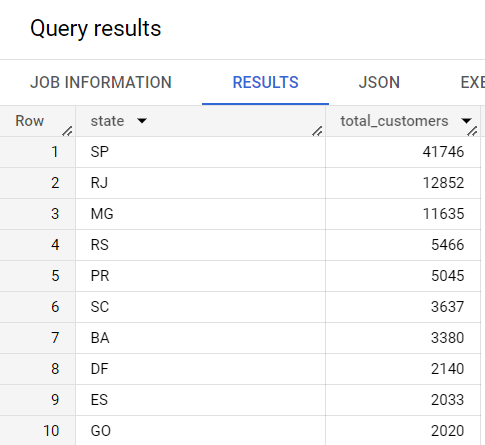 Query results
JOB INFORMATION RESULTS JSON EXE
Row state total_customers
1 SP 41746
2 RJ 12852
3 MG 11635
4 RS 5466
5 PR 5045
6 SC 3637
7 BA 3380
8 DF 2140
9 ES 2033
10 GO 2020